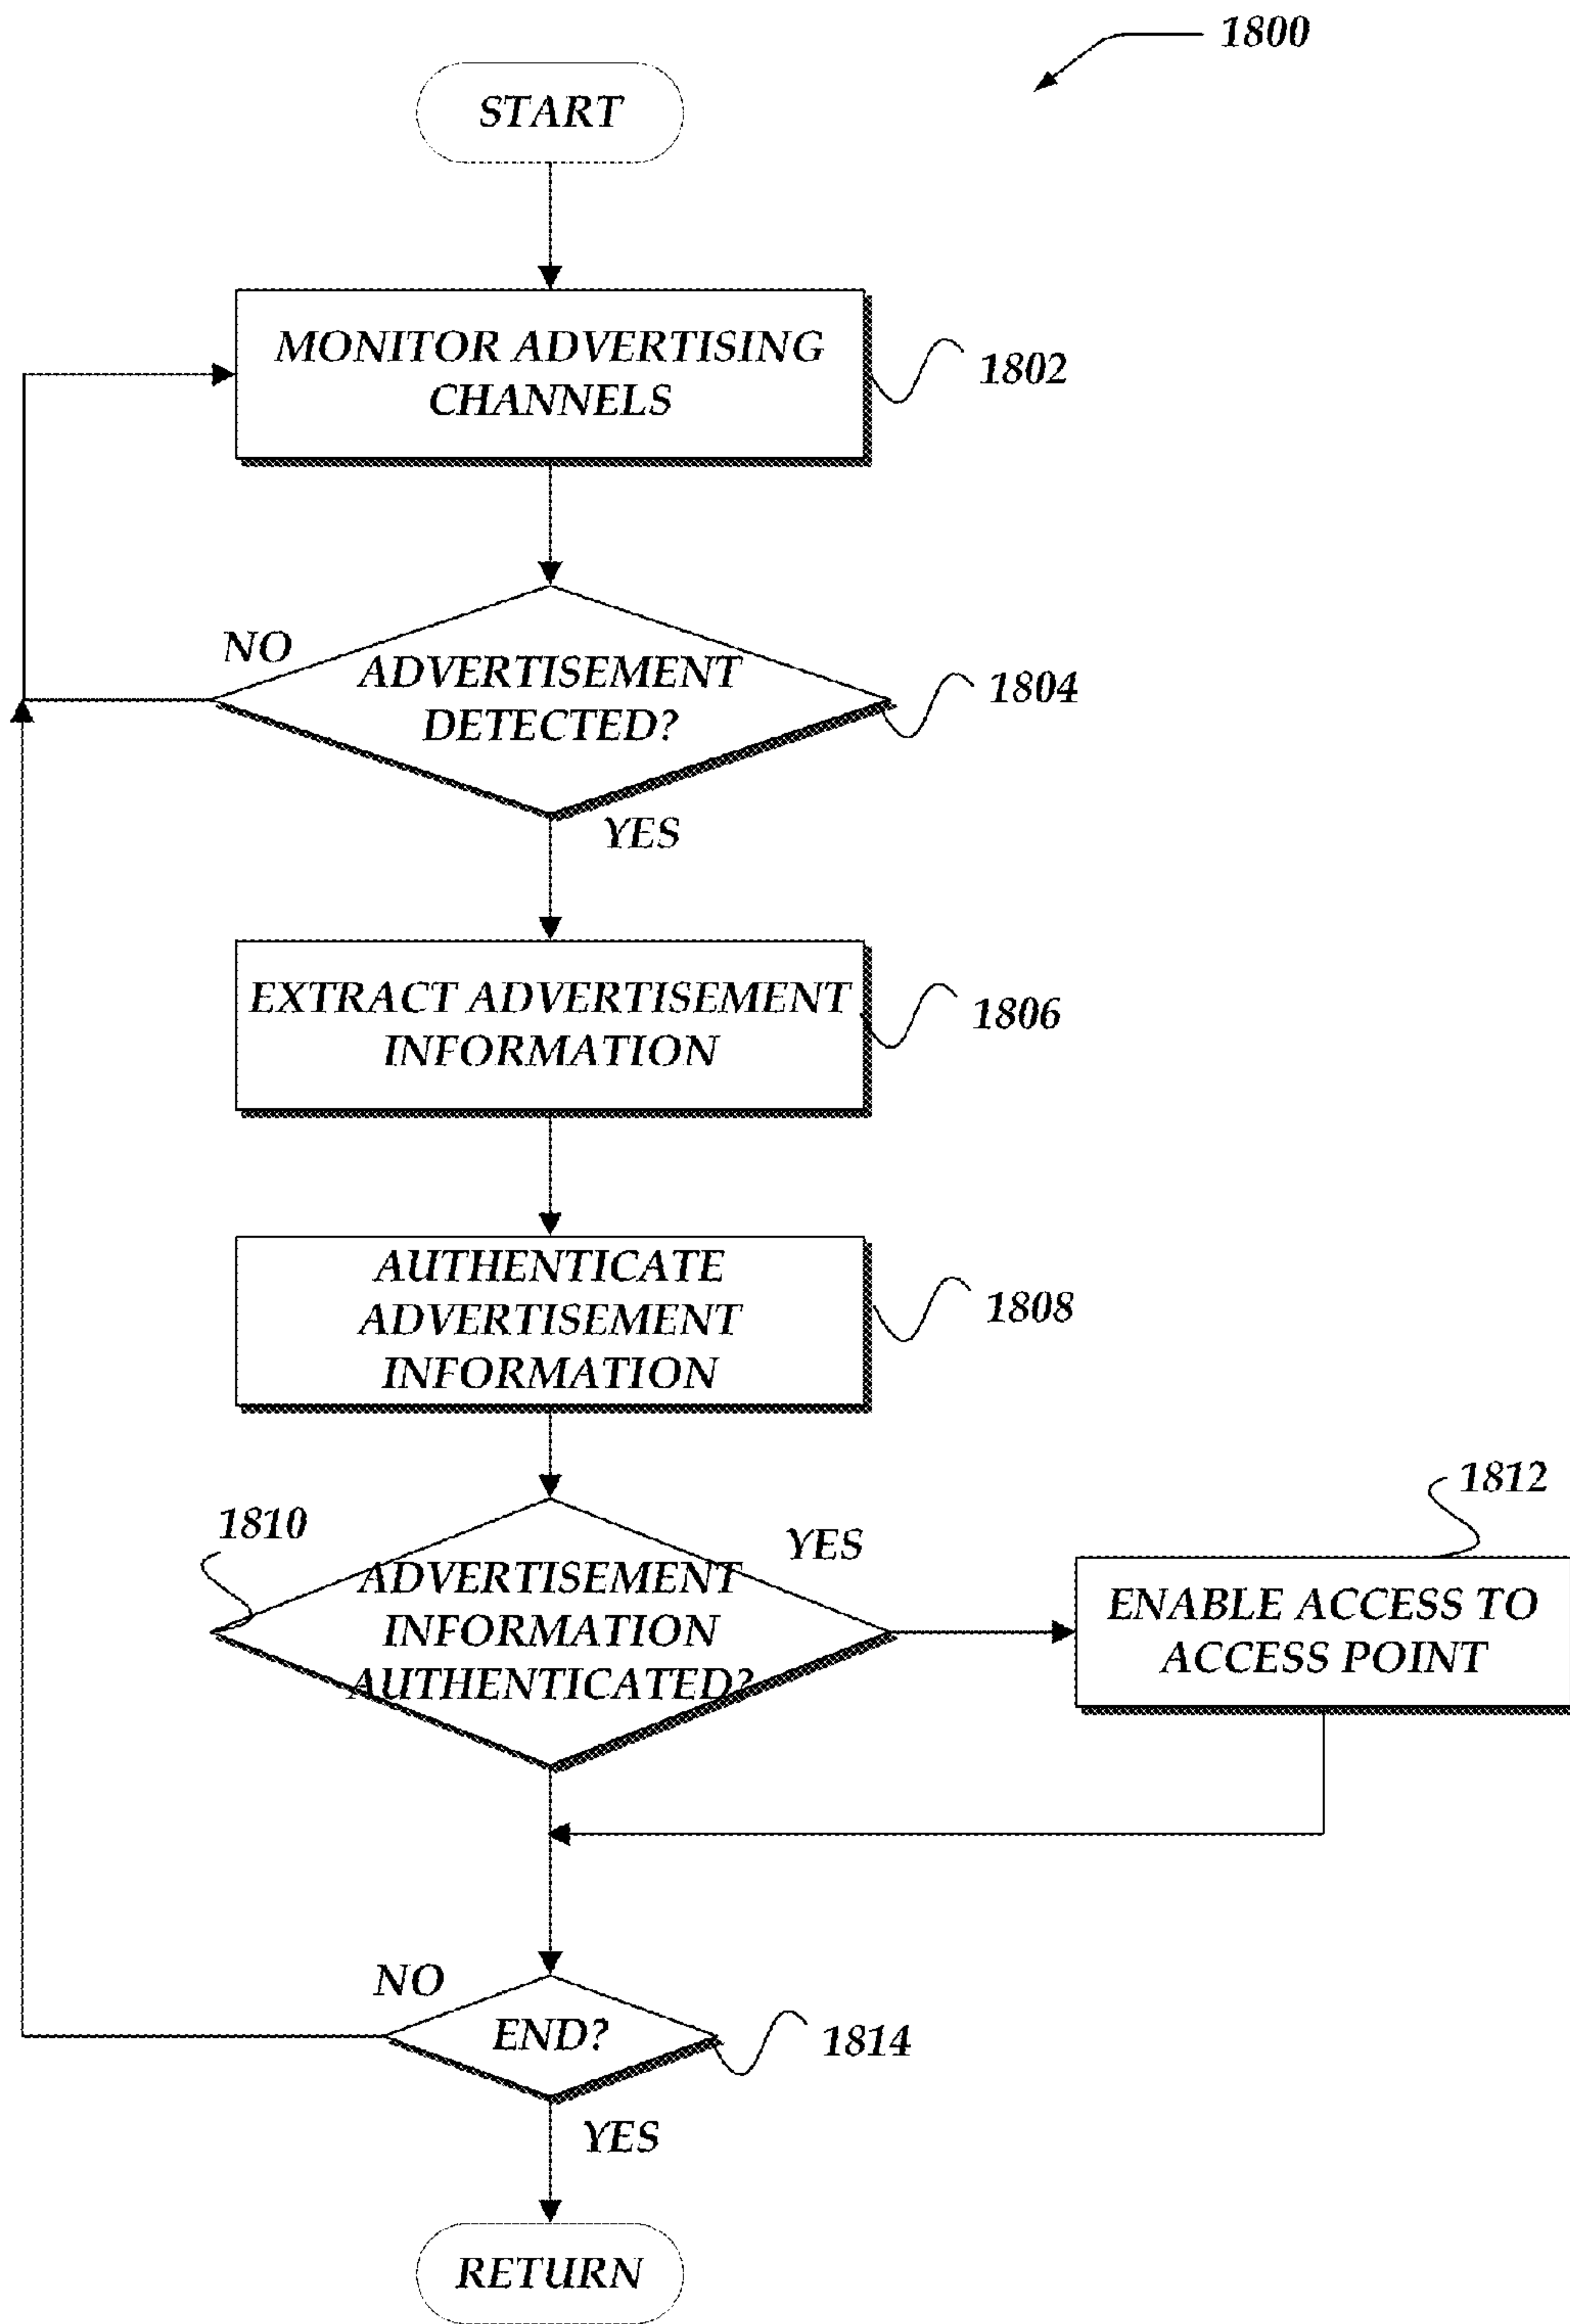 1800
START
MONITOR ADVERTISING
CHANNELS
1802
NO
ADVERTISEMENT
DETECTED?
1804
YES
EXTRACT ADVERTISEMENT
INFORMATION
1806
AUTHENTICATE
ADVERTISEMENT
INFORMATION
1808
1810
ADVERTISEMENT
INFORMATION
AUTHENTICATED?
YES
1812
ENABLE ACCESS TO
ACCESS POINT
NO
END?
1814
YES
RETURN